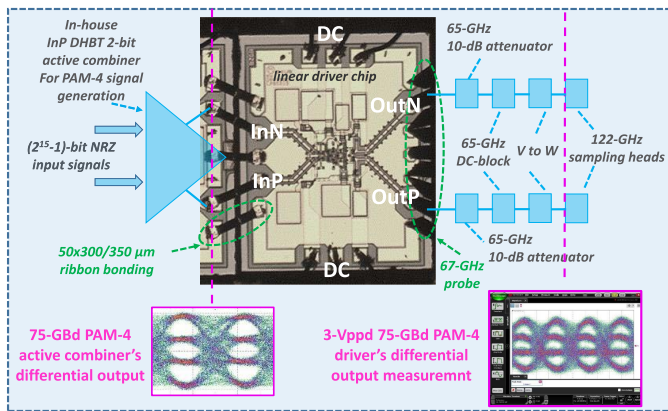 In-house
InP DHBT 2-bit
active combiner
For PAM-4 signal
generation
(2¹⁵-1)-bit NRZ
input signals
DC
linear driver chip
InN
InP
OutN
OutP
DC
50x300/350 µm
ribbon bonding
65-GHz
10-dB attenuator
65-GHz
DC-block
V to W
122-GHz
sampling heads
65-GHz
10-dB attenuator
67-GHz
probe
75-GBd PAM-4
active combiner's
differential output
3-Vppd 75-GBd PAM-4
driver's differential
output measuremnt